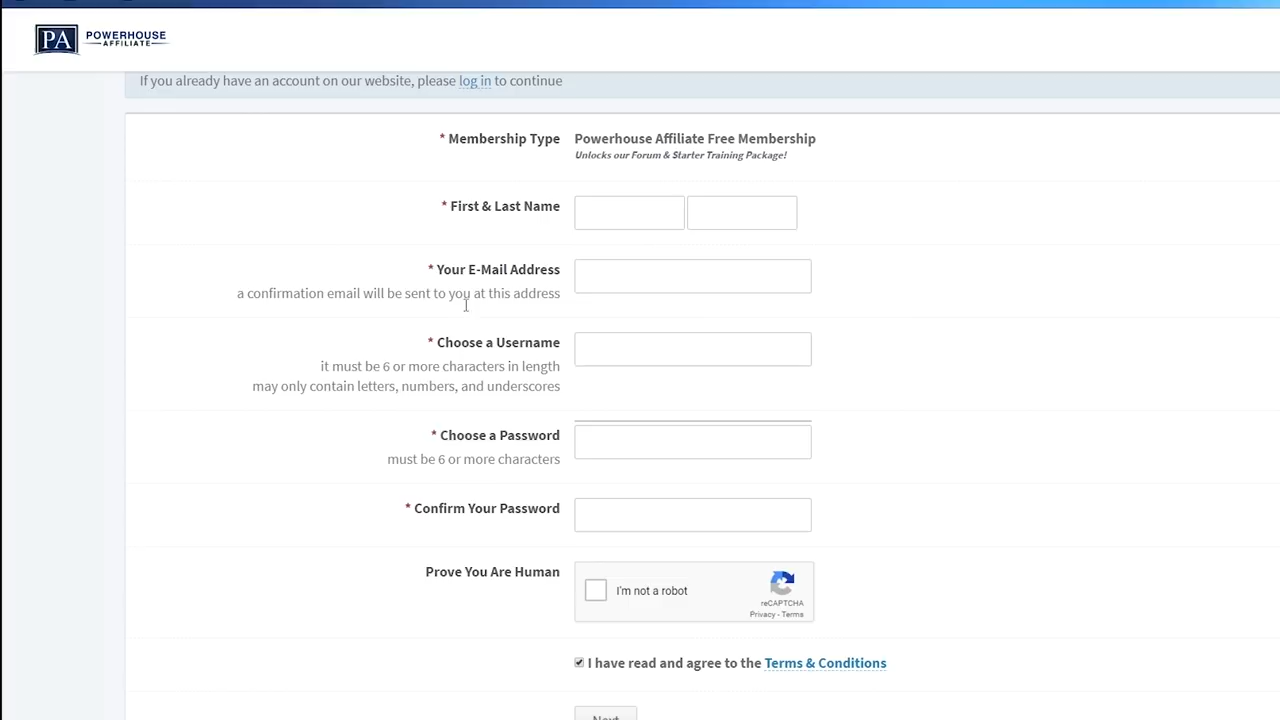 PA POWERHOUSE
AFFILIATE
If you already have an account on our website, please log in to continue
* Membership Type
Powerhouse Affiliate Free Membership
Unlocks our Forum & Starter Training Package!
* First & Last Name
* Your E-Mail Address
a confirmation email will be sent to you at this address
* Choose a Username
it must be 6 or more characters in length
may only contain letters, numbers, and underscores
* Choose a Password
must be 6 or more characters
* Confirm Your Password
Prove You Are Human
I'm not a robot
reCAPTCHA
Privacy - Terms
I have read and agree to the Terms & Conditions
Next